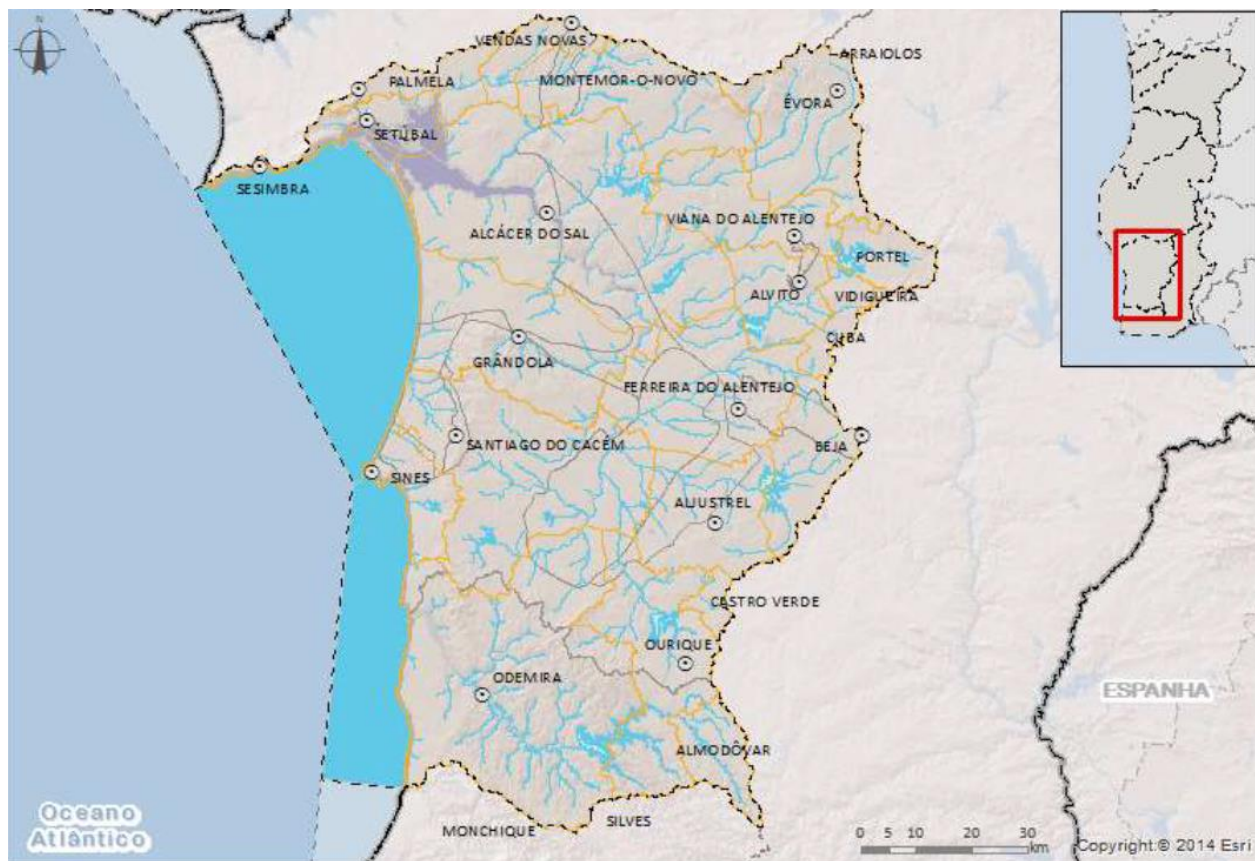 N
VENDAS NOVAS
ARRAIOLOS
PALMELA
MONTEMOR-O-NOVO
ÉVORA
SETÚBAL
SESIMBRA
ALCÁCER DO SAL
VIANA DO ALENTEJO
PORTEL
ALVITO
VIDIGUEIRA
CUBA
GRÂNDOLA
FERREIRA DO ALENTEJO
SANTIAGO DO CACÉM
BEJA
SINES
ALJUSTREL
CASTRO VERDE
OURIQUE
ODEMIRA
ESPANHA
ALMODÔVAR
Oceano
Atlântico
MONCHIQUE
SILVES
0 5 10 20 30
km
Copyright:© 2014 Esri